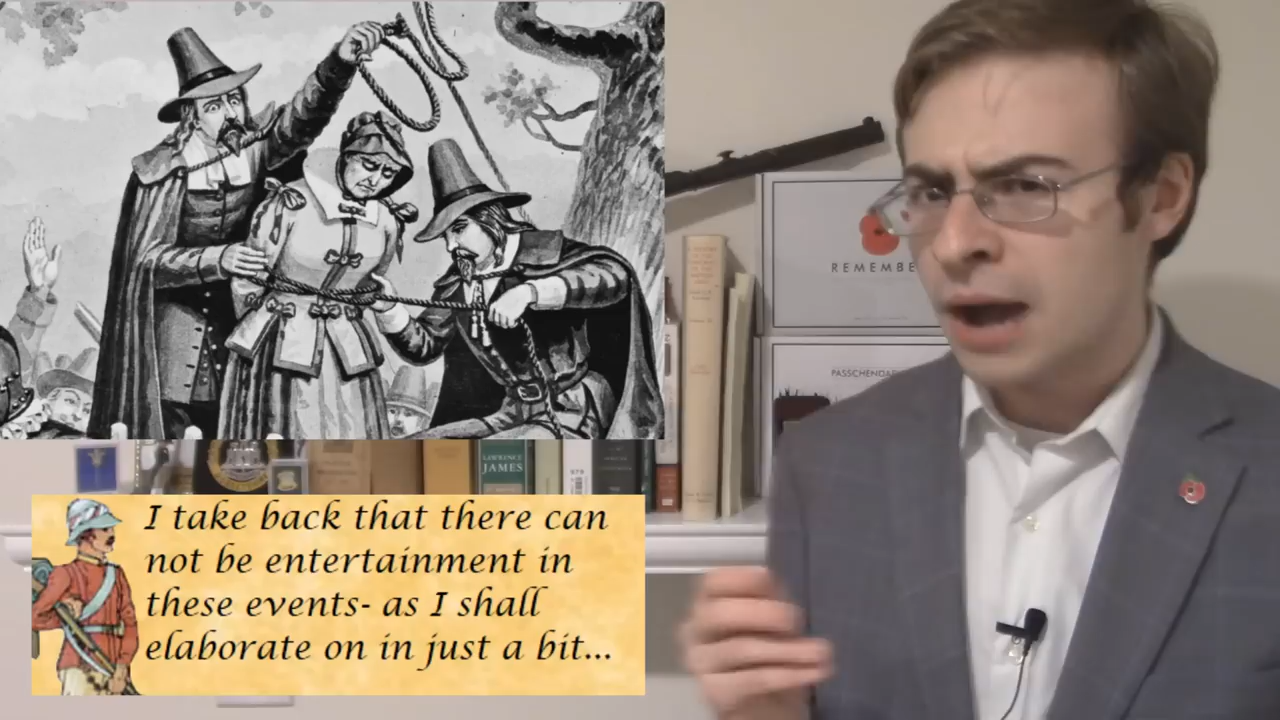 REMEMBE
PASSCHENDA
LAWRENCE
JAMES
I take back that there can
not be entertainment in
these events- as I shall
elaborate on in just a bit...